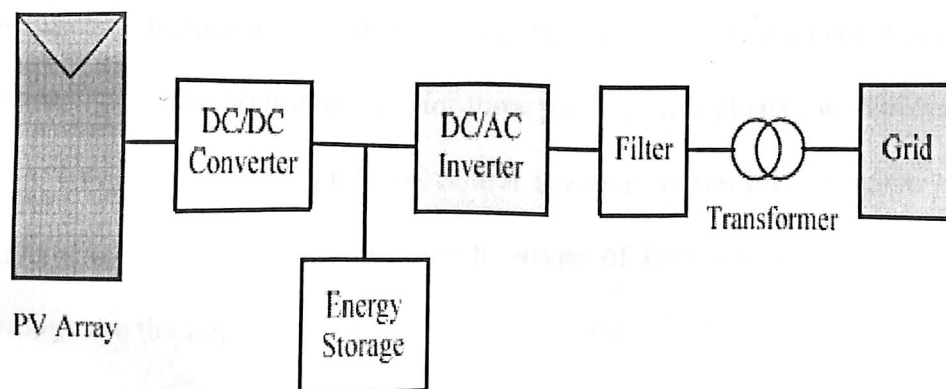 PV Array
DC/DC
Converter
Energy
Storage
DC/AC
Inverter
Filter
Transformer
Grid